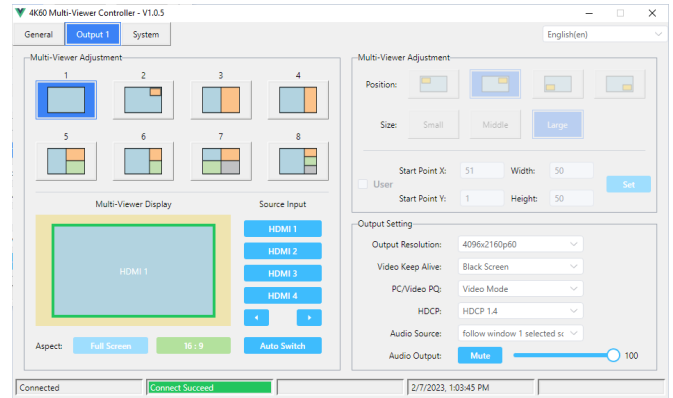 4K60 Multi-Viewer Controller - V1.0.5
General Output 1 System English(en)
Multi-Viewer Adjustment
1 2 3 4
5 6 7 8
Multi-Viewer Display Source Input
HDMI 1
HDMI 1
HDMI 2
HDMI 3
HDMI 4
Aspect: Full Screen 16 : 9 Auto Switch
Multi-Viewer Adjustment
Position:
Size: Small Middle Large
User
Start Point X: 51 Width: 50
Start Point Y: 1 Height: 50
Set
Output Setting
Output Resolution: 4096x2160p60
Video Keep Alive: Black Screen
PC/Video PQ: Video Mode
HDCP: HDCP 1.4
Audio Source: follow window 1 selected
Audio Output: Mute 100
Connected Connect Succeed 2/7/2023, 1:03:45 PM